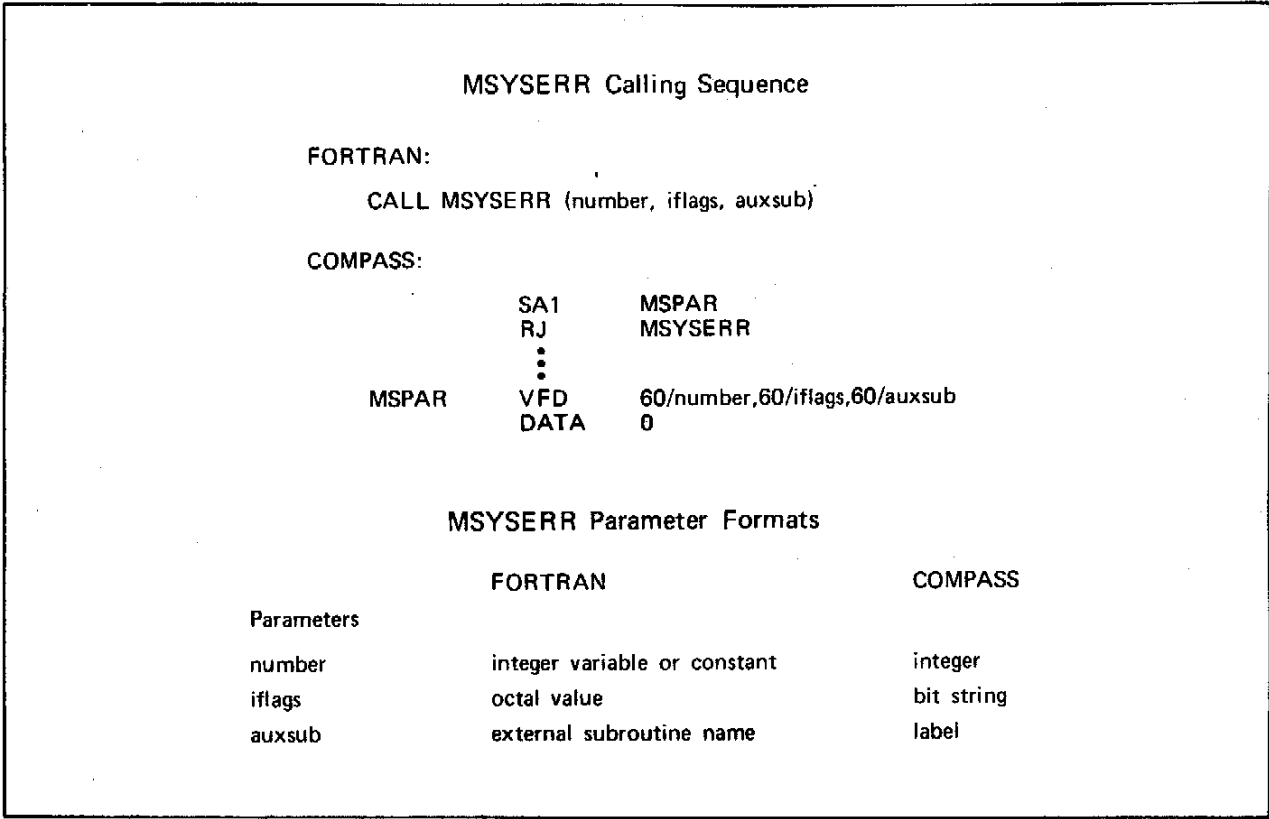 MSYSERR Calling Sequence
FORTRAN:
CALL MSYSERR (number, iflags, auxsub)
COMPASS:
SA1 MSPAR
RJ MSYSERR
MSPAR VFD 60/number,60/iflags,60/auxsub
DATA 0
MSYSERR Parameter Formats
FORTRAN COMPASS
Parameters
number integer variable or constant integer
iflags octal value bit string
auxsub external subroutine name label